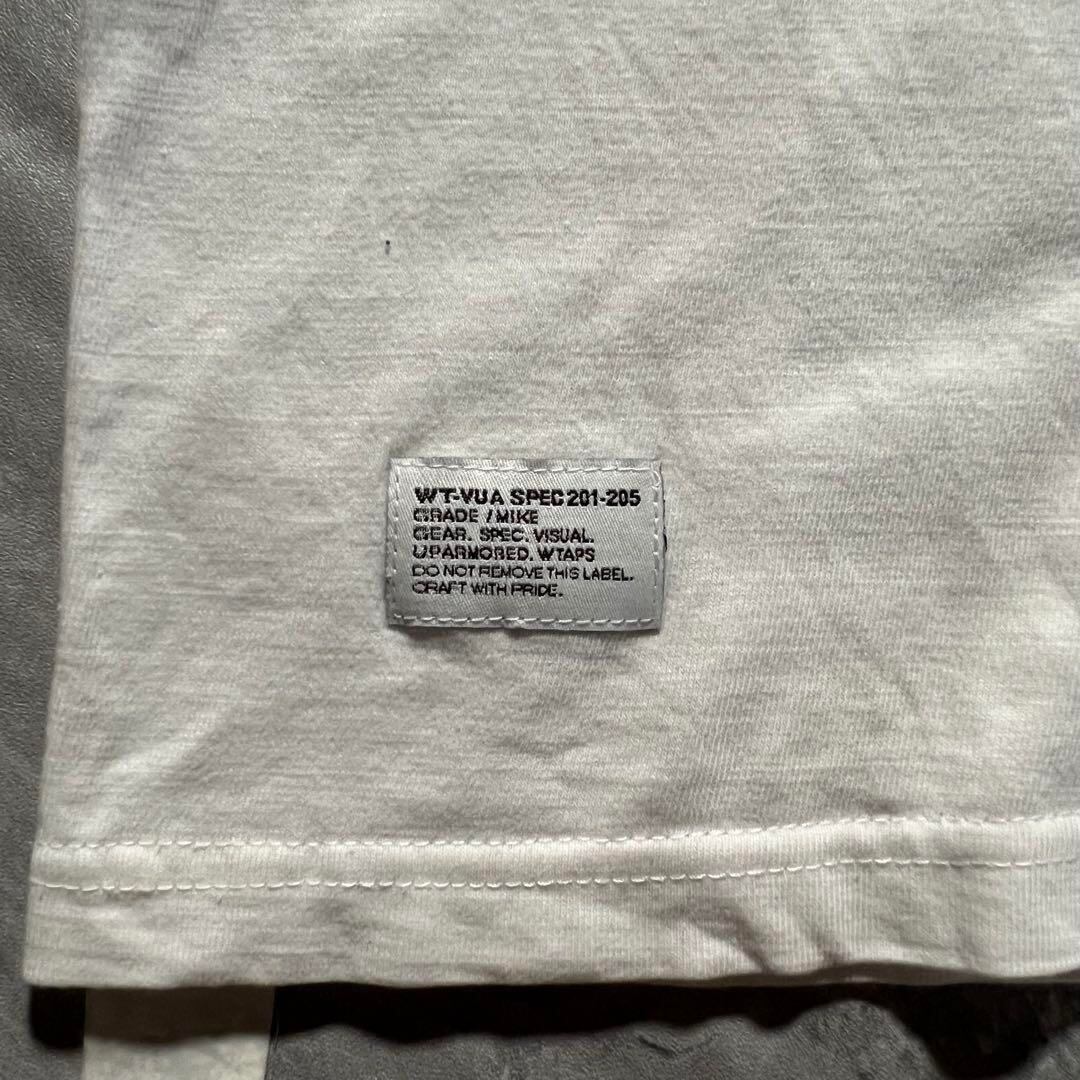 WT-VUA SPEC 201-205
GRADE / MIKE
GEAR. SPEC. VISUAL.
UPARMORED. WTAPS
DO NOT REMOVE THIS LABEL.
CRAFT WITH PRIDE.